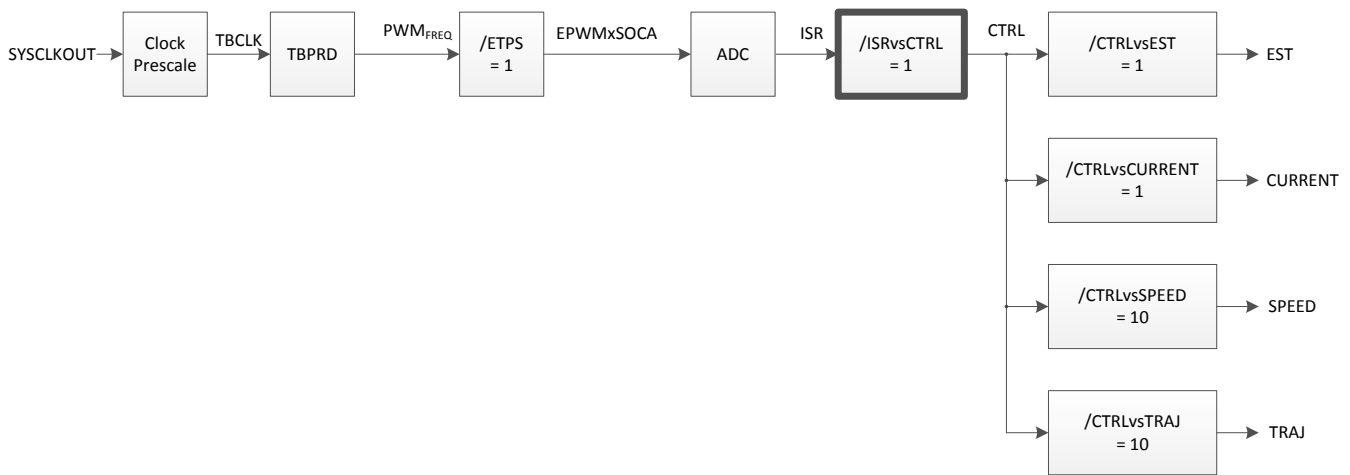 SYSCLKOUT
Clock
Prescale
TBCLK
TBPRD
PWMFREQ
/ETPS
= 1
EPWMxSOCA
ADC
ISR
/ISRvsCTRL
= 1
CTRL
/CTRLvsEST
= 1
EST
/CTRLvsCURRENT
= 1
CURRENT
/CTRLvsSPEED
= 10
SPEED
/CTRLvsTRAJ
= 10
TRAJ